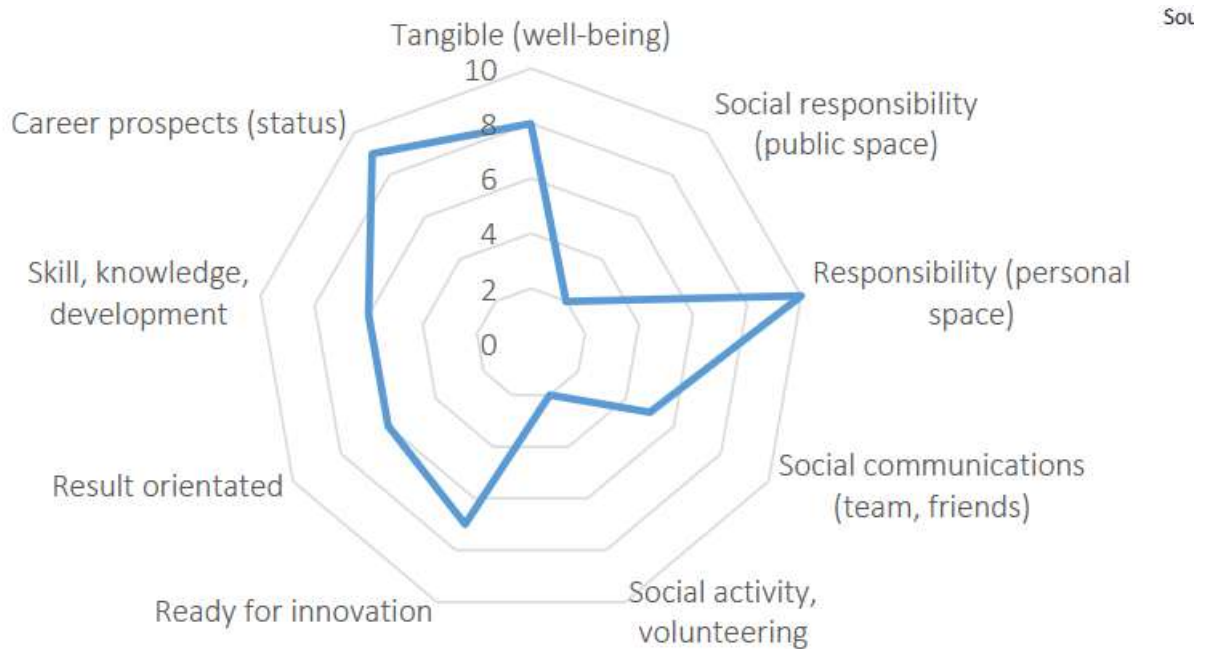 Tangible (well-being)
10
8
6
4
2
0
Social responsibility
(public space)
Responsibility (personal
space)
Social communications
(team, friends)
Social activity,
volunteering
Ready for innovation
Result orientated
Skill, knowledge,
development
Career prospects (status)